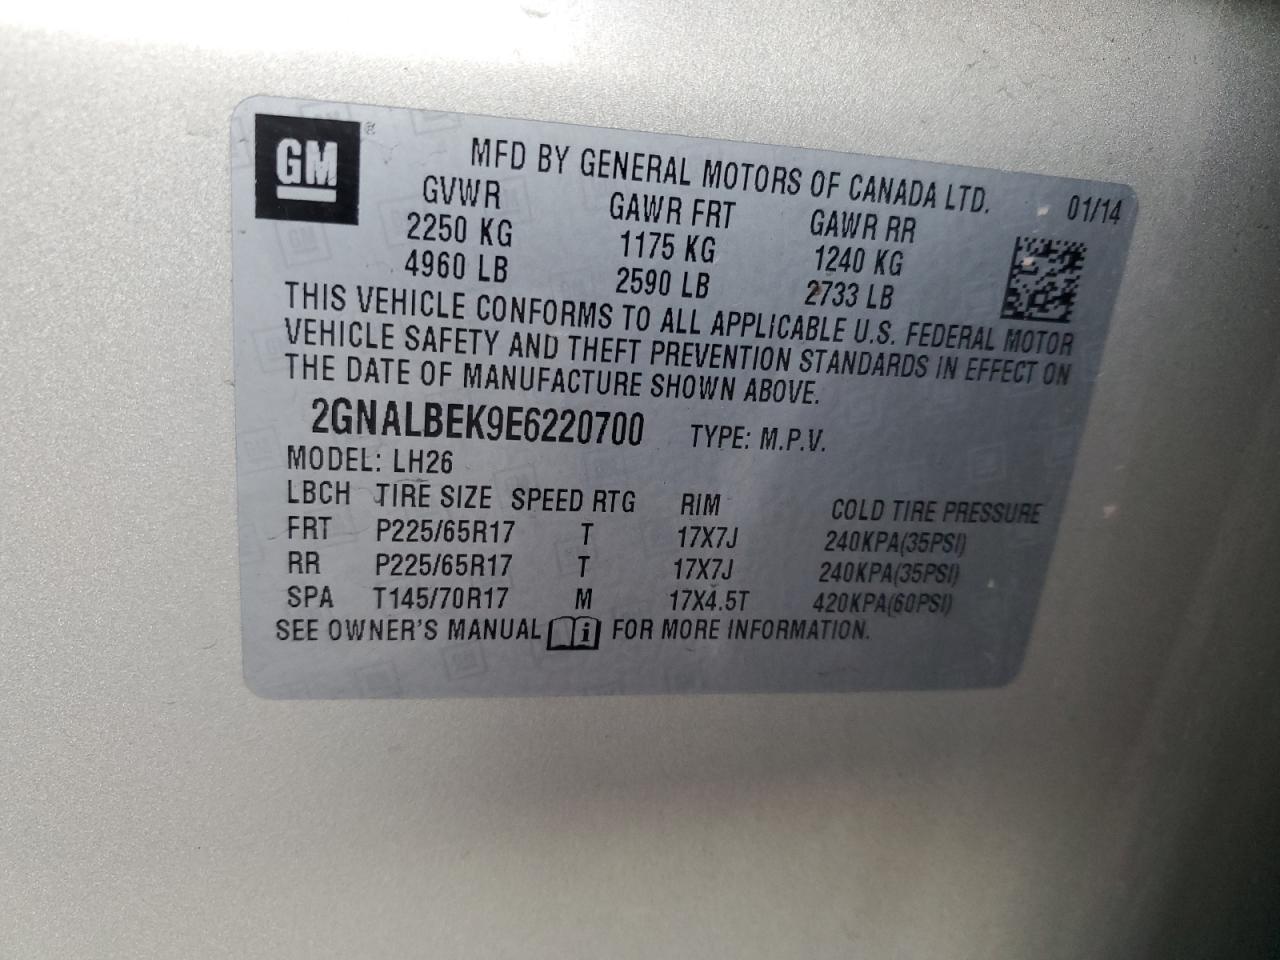 GM ®
MFD BY GENERAL MOTORS OF CANADA LTD. 01/14
GVWR GAWR FRT GAWR RR
2250 KG 1175 KG 1240 KG
4960 LB 2590 LB 2733 LB
THIS VEHICLE CONFORMS TO ALL APPLICABLE U.S. FEDERAL MOTOR
VEHICLE SAFETY AND THEFT PREVENTION STANDARDS IN EFFECT ON
THE DATE OF MANUFACTURE SHOWN ABOVE.
2GNALBEK9E6220700 TYPE: M.P.V.
MODEL: LH26
LBCH TIRE SIZE SPEED RTG RIM COLD TIRE PRESSURE
FRT P225/65R17 T 17X7J 240KPA(35PSI)
RR P225/65R17 T 17X7J 240KPA(35PSI)
SPA T145/70R17 M 17X4.5T 420KPA(60PSI)
SEE OWNER'S MANUAL i FOR MORE INFORMATION.